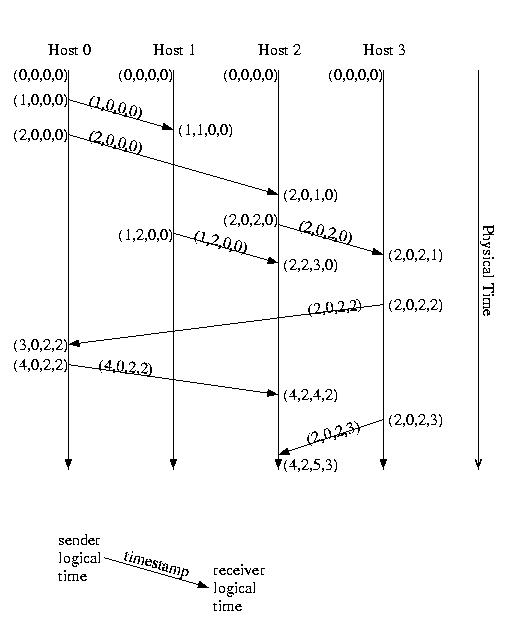 Host 0 Host 1 Host 2 Host 3
(0,0,0,0) (0,0,0,0) (0,0,0,0) (0,0,0,0)
(1,0,0,0) (1,0,0,0)
(1,1,0,0)
(2,0,0,0) (2,0,0,0)
(2,0,1,0)
(2,0,2,0) (2,0,2,0)
(1,2,0,0) (1,2,0,0)
(2,0,2,1)
(2,2,3,0)
Physical Time
(2,0,2,2) (2,0,2,2)
(3,0,2,2)
(4,0,2,2) (4,0,2,2)
(4,2,4,2)
(2,0,2,3) (2,0,2,3)
(4,2,5,3)
sender
logical
time
timestamp
receiver
logical
time